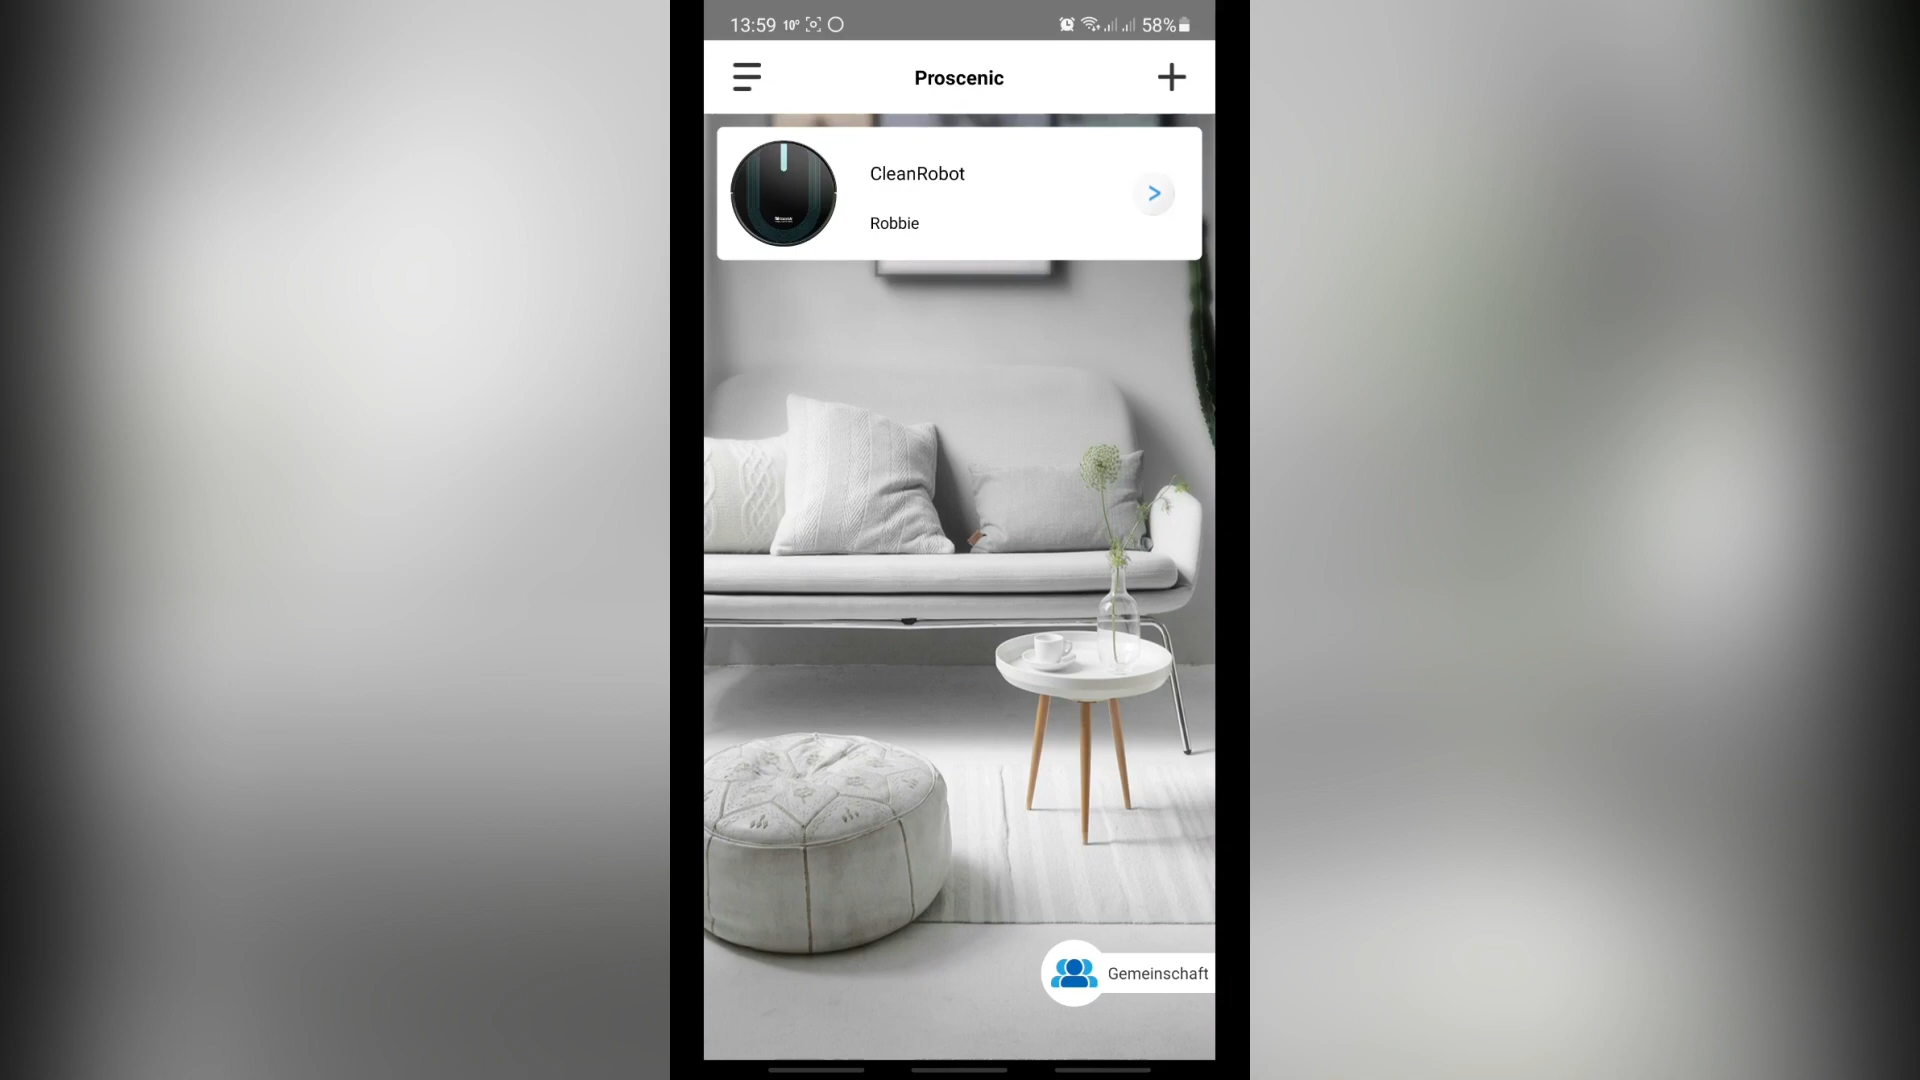 13:59 10° 58%
Proscenic
CleanRobot
Robbie
Gemeinschaft